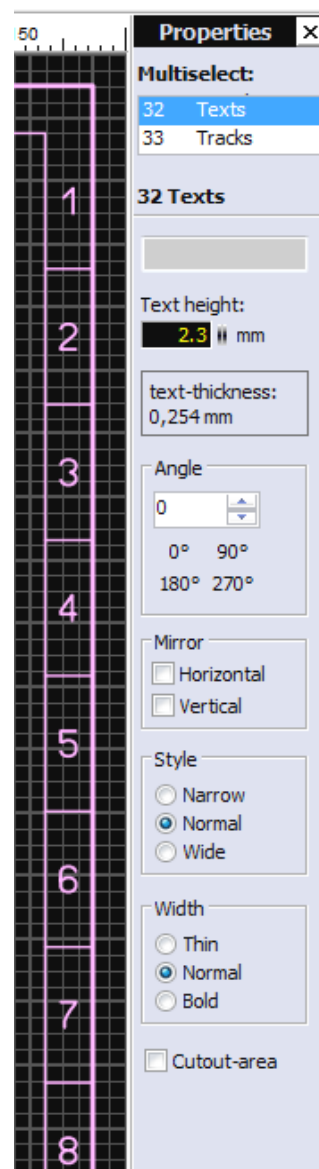 50
Properties x
Multiselect:
32 Texts
33 Tracks
32 Texts
Text height:
2.3 mm
text-thickness:
0,254 mm
Angle
0
0° 90°
180° 270°
Mirror
Horizontal
Vertical
Style
Narrow
Normal
Wide
Width
Thin
Normal
Bold
Cutout-area
1
2
3
4
5
6
7
8